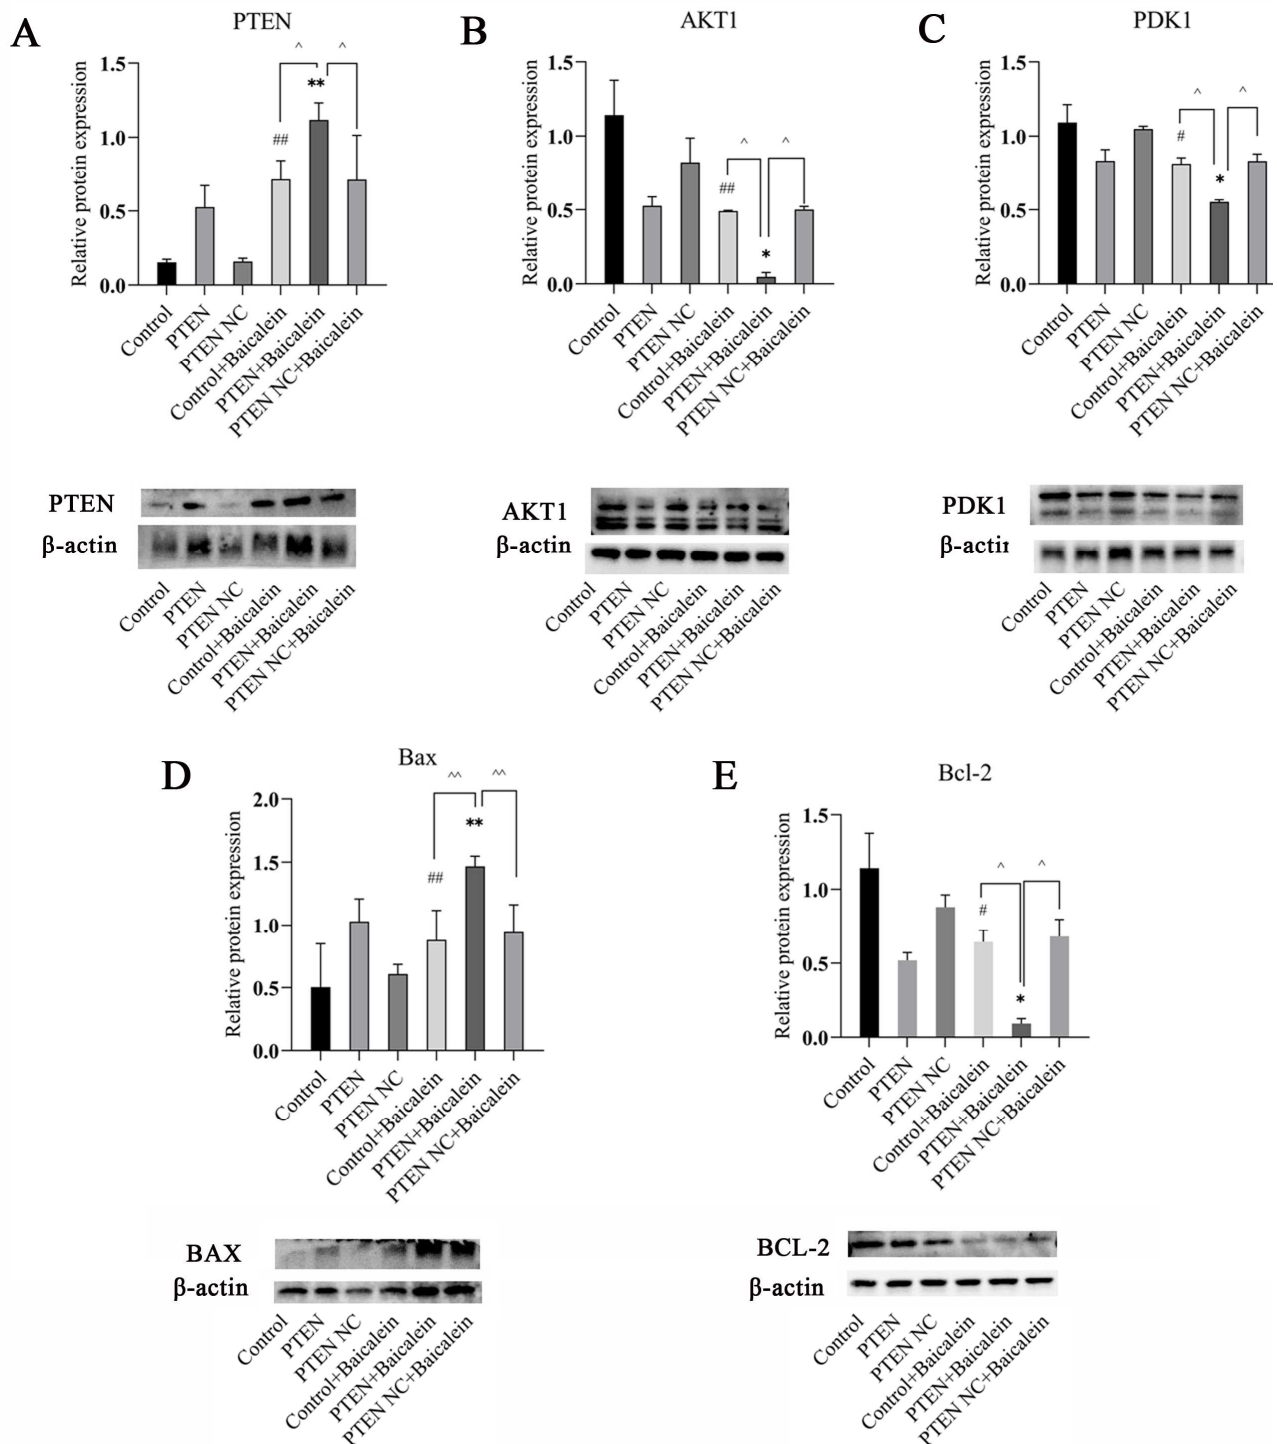 A
PTEN
Relative protein expression
1.5
1.0
0.5
0.0
^
^
**
##
Control
PTEN
PTEN NC
Control+Baicalein
PTEN+Baicalein
PTEN NC+Baicalein
PTEN
β-actin
Control
PTEN
PTEN NC
Control+Baicalein
PTEN+Baicalein
PTEN NC+Baicalein
B
AKT1
Relative protein expression
1.5
1.0
0.5
0.0
^
^
##
*
Control
PTEN
PTEN NC
Control+Baicalein
PTEN+Baicalein
PTEN NC+Baicalein
AKT1
β-actin
Control
PTEN
PTEN NC
Control+Baicalein
PTEN+Baicalein
PTEN NC+Baicalein
C
PDK1
Relative protein expression
1.5
1.0
0.5
0.0
^
^
#
*
Control
PTEN
PTEN NC
Control+Baicalein
PTEN+Baicalein
PTEN NC+Baicalein
PDK1
β-actin
Control
PTEN
PTEN NC
Control+Baicalein
PTEN+Baicalein
PTEN NC+Baicalein
D
Bax
Relative protein expression
2.0
1.5
1.0
0.5
0.0
^^
^^
**
##
Control
PTEN
PTEN NC
Control+Baicalein
PTEN+Baicalein
PTEN NC+Baicalein
BAX
β-actin
Control
PTEN
PTEN NC
Control+Baicalein
PTEN+Baicalein
PTEN NC+Baicalein
E
Bcl-2
Relative protein expression
1.5
1.0
0.5
0.0
^
^
#
*
Control
PTEN
PTEN NC
Control+Baicalein
PTEN+Baicalein
PTEN NC+Baicalein
BCL-2
β-actin
Control
PTEN
PTEN NC
Control+Baicalein
PTEN+Baicalein
PTEN NC+Baicalein